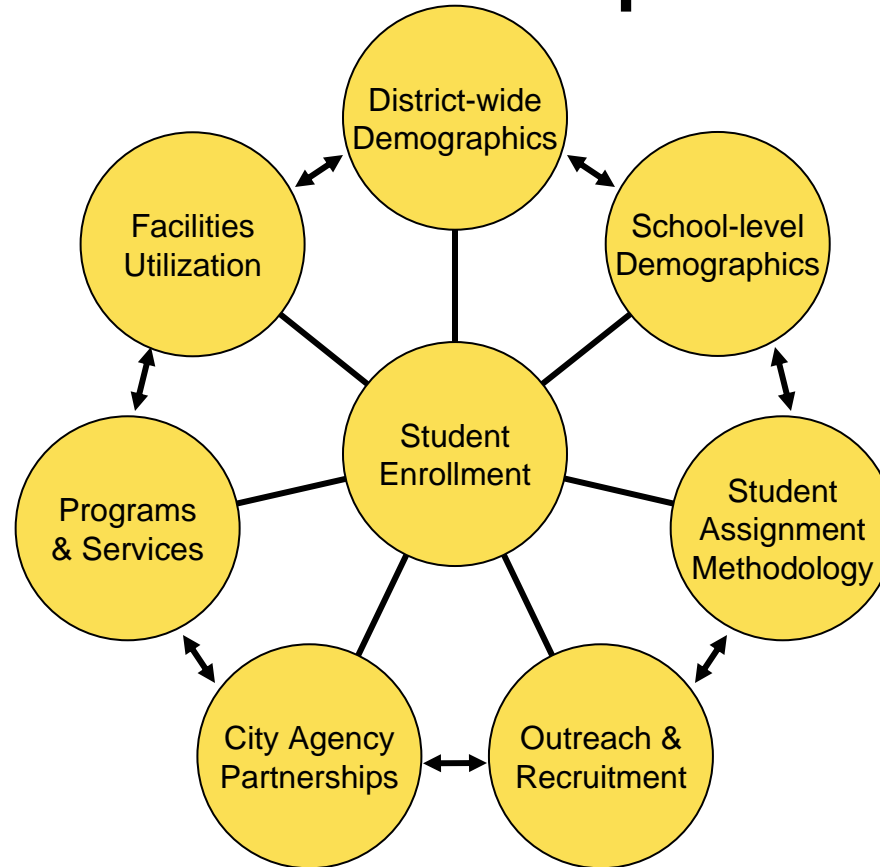 District-wide
Demographics
Facilities
Utilization
School-level
Demographics
Student
Enrollment
Programs
& Services
Student
Assignment
Methodology
City Agency
Partnerships
Outreach &
Recruitment